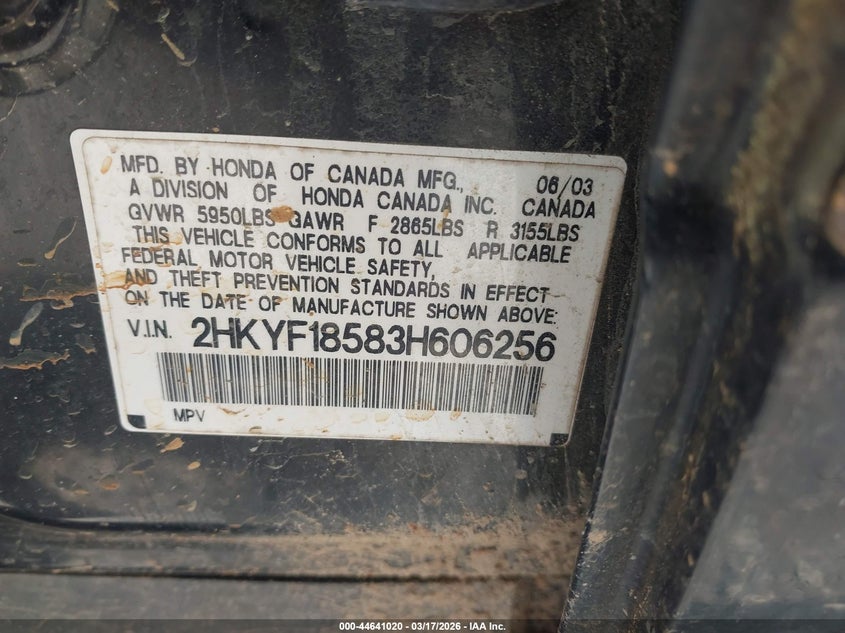 MFD. BY HONDA OF CANADA MFG., 06/03
A DIVISION OF HONDA CANADA INC. CANADA
GVWR 5950LBS GAWR F 2865LBS R 3155LBS
THIS VEHICLE CONFORMS TO ALL APPLICABLE
FEDERAL MOTOR VEHICLE SAFETY,
AND THEFT PREVENTION STANDARDS IN EFFECT
ON THE DATE OF MANUFACTURE SHOWN ABOVE:
V.I.N. 2HKYF18583H606256
MPV
000-44641020 — 03/17/2026 — IAA Inc.